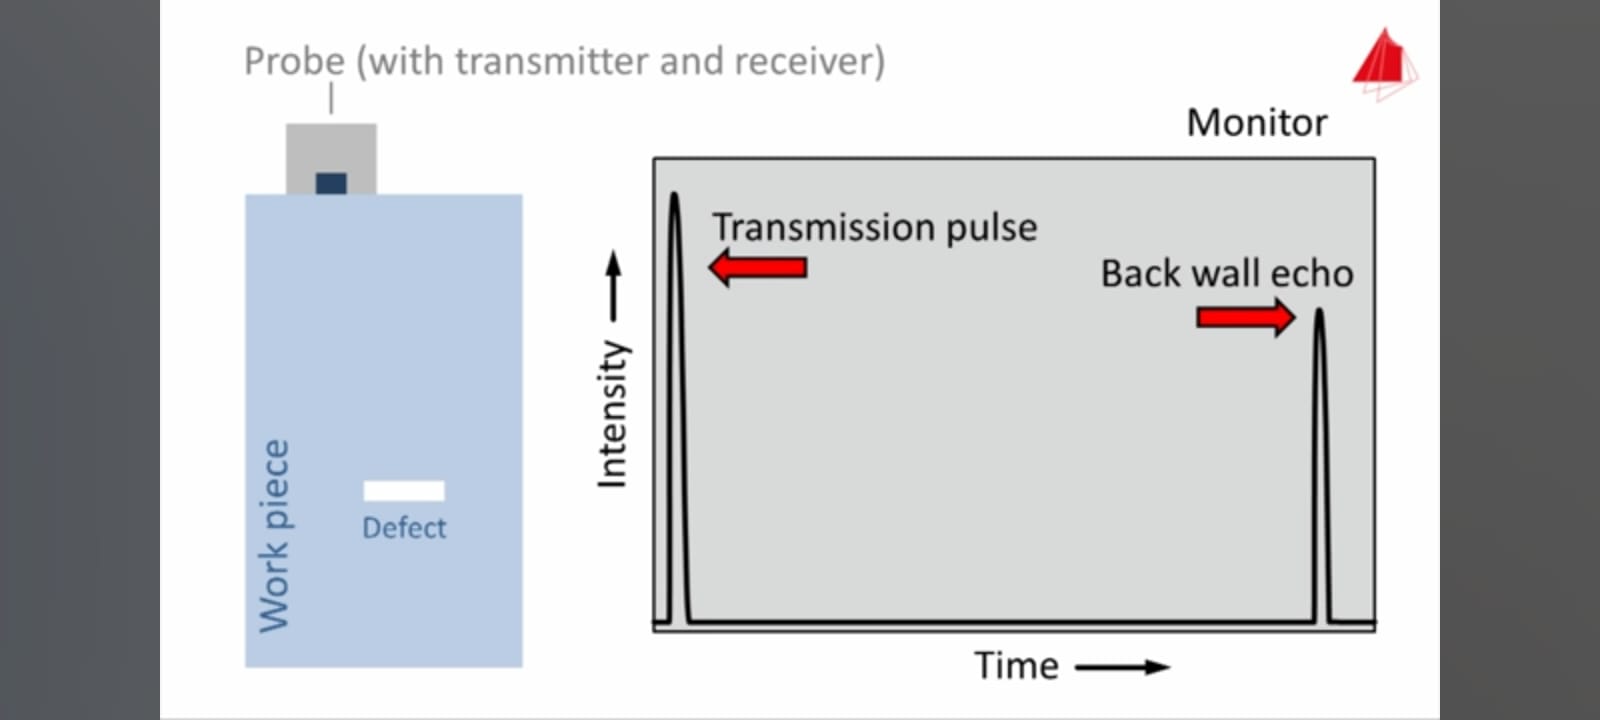 Probe (with transmitter and receiver)
Monitor
Transmission pulse
Back wall echo
Intensity
Work piece
Defect
Time